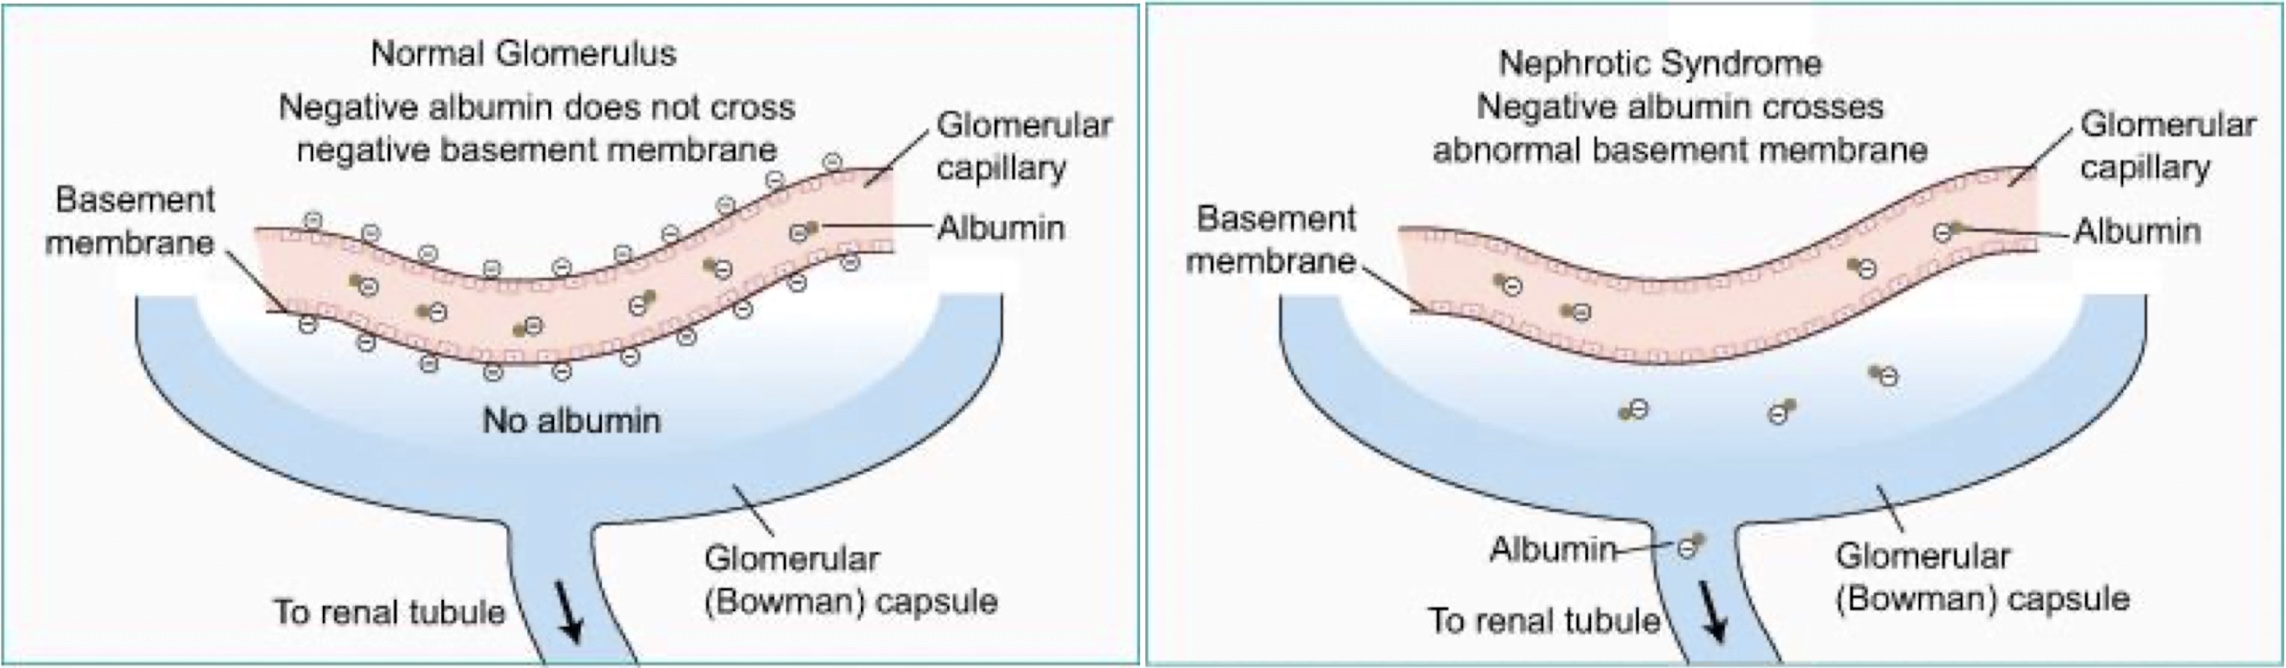 Normal Glomerulus
Negative albumin does not cross
negative basement membrane
Glomerular
capillary
Basement
membrane
Albumin
No albumin
Glomerular
(Bowman) capsule
To renal tubule
Nephrotic Syndrome
Negative albumin crosses
abnormal basement membrane
Glomerular
capillary
Basement
membrane
Albumin
Albumin
Glomerular
(Bowman) capsule
To renal tubule